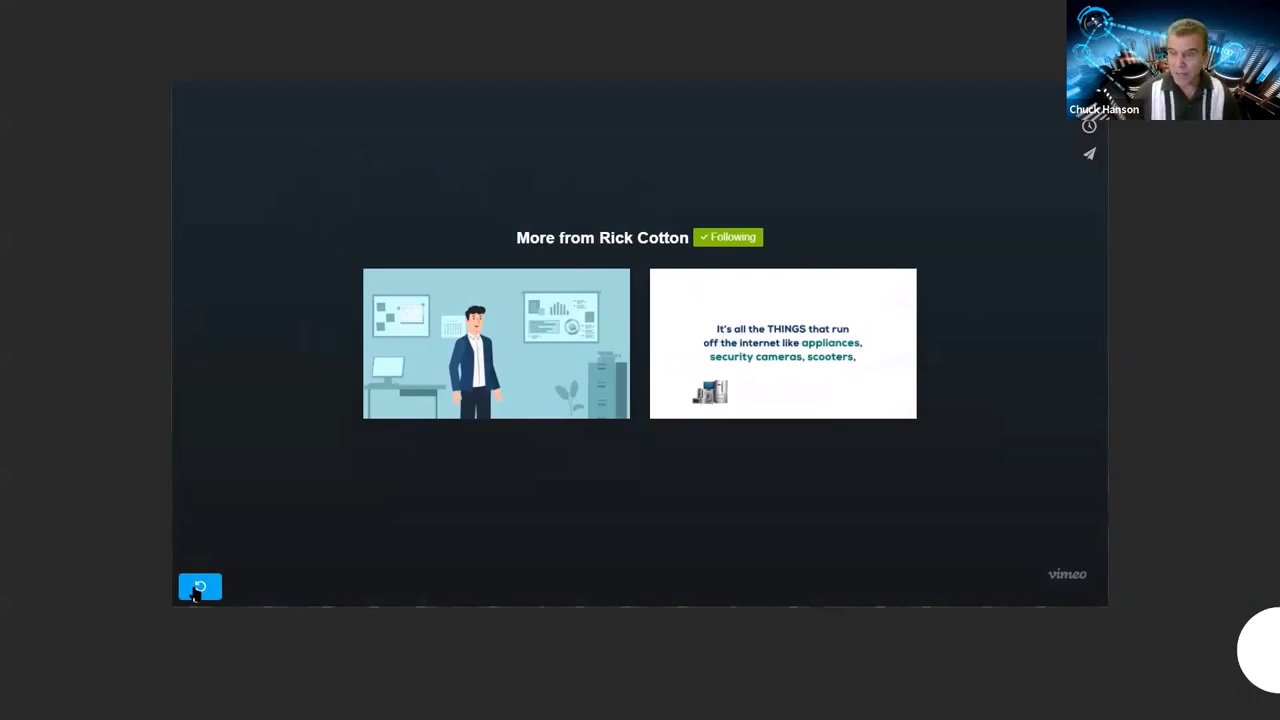 Chuck Hanson
More from Rick Cotton
Following
It's all the THINGS that run
off the internet like appliances,
security cameras, scooters,
vimeo